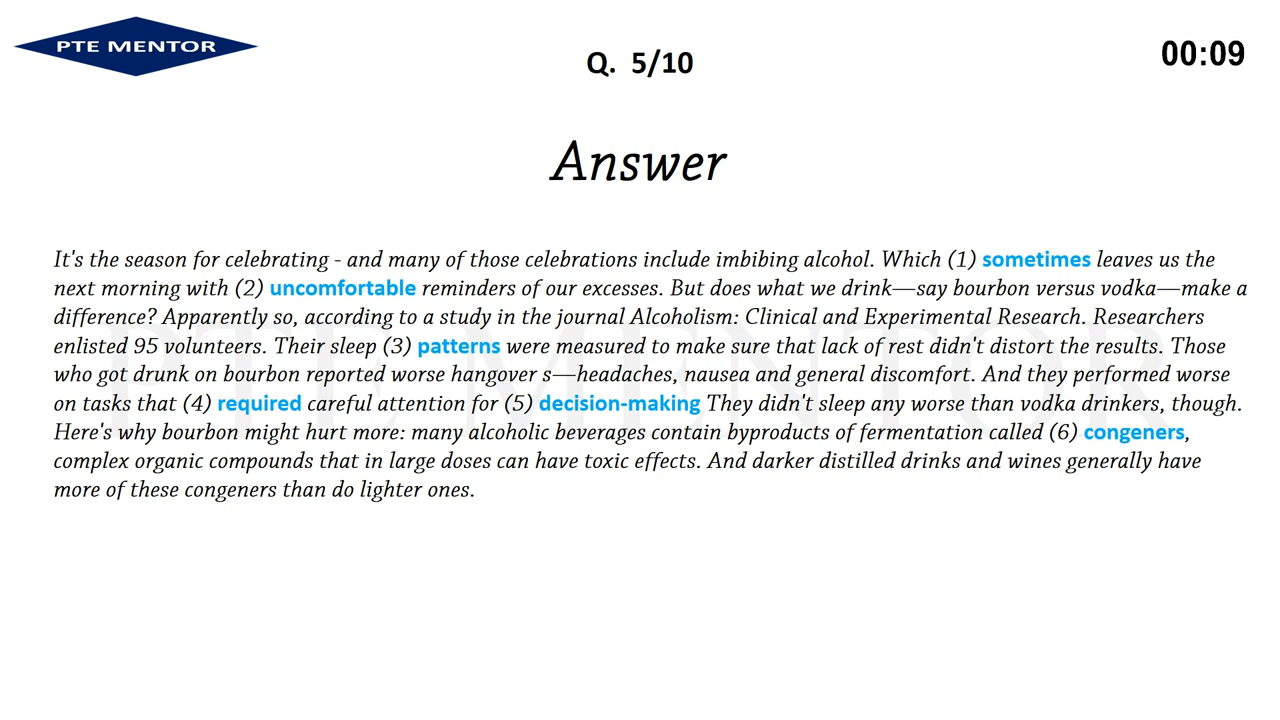 PTE MENTOR
Q. 5/10
00:09
Answer
It's the season for celebrating - and many of those celebrations include imbibing alcohol. Which (1) sometimes leaves us the
next morning with (2) uncomfortable reminders of our excesses. But does what we drink—say bourbon versus vodka—make a
difference? Apparently so, according to a study in the journal Alcoholism: Clinical and Experimental Research. Researchers
enlisted 95 volunteers. Their sleep (3) patterns were measured to make sure that lack of rest didn't distort the results. Those
who got drunk on bourbon reported worse hangover s—headaches, nausea and general discomfort. And they performed worse
on tasks that (4) required careful attention for (5) decision-making They didn't sleep any worse than vodka drinkers, though.
Here's why bourbon might hurt more: many alcoholic beverages contain byproducts of fermentation called (6) congeners,
complex organic compounds that in large doses can have toxic effects. And darker distilled drinks and wines generally have
more of these congeners than do lighter ones.
PTE MENTOR